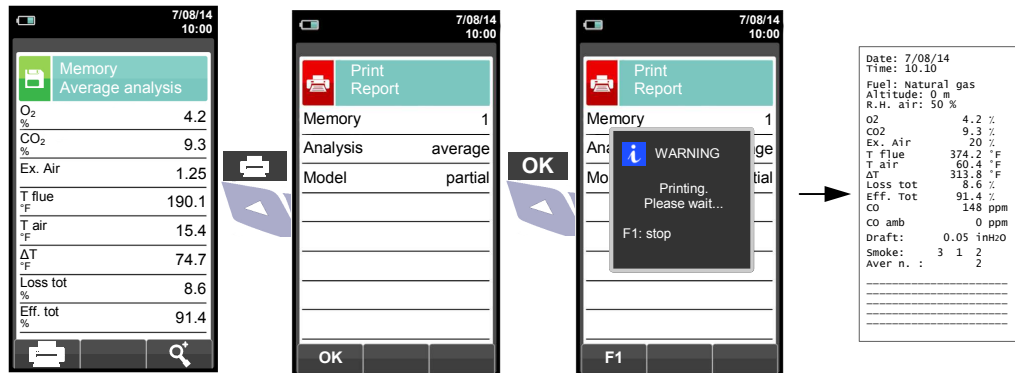 7/08/14
10:00
Memory
Average analysis
O2
%
4.2
CO2
%
9.3
Ex. Air
1.25
T flue
°F
190.1
T air
°F
15.4
ΔT
°F
74.7
Loss tot
%
8.6
Eff. tot
%
91.4
7/08/14
10:00
Print
Report
Memory 1
Analysis average
Model partial
OK
OK
7/08/14
10:00
Print
Report
Memory 1
Ana ge
Mo tial
i WARNING
Printing.
Please wait...
F1: stop
F1
Date: 7/08/14
Time: 10.10
Fuel: Natural gas
Altitude: 0 m
R.H. air: 50 %
O2 4.2 %
CO2 9.3 %
Ex. Air 20 %
T flue 374.2 °F
T air 60.4 °F
ΔT 313.8 °F
Loss tot 8.6 %
Eff. Tot 91.4 %
CO 148 ppm
CO amb 0 ppm
Draft: 0.05 inH2O
Smoke: 3 1 2
Aver n. : 2